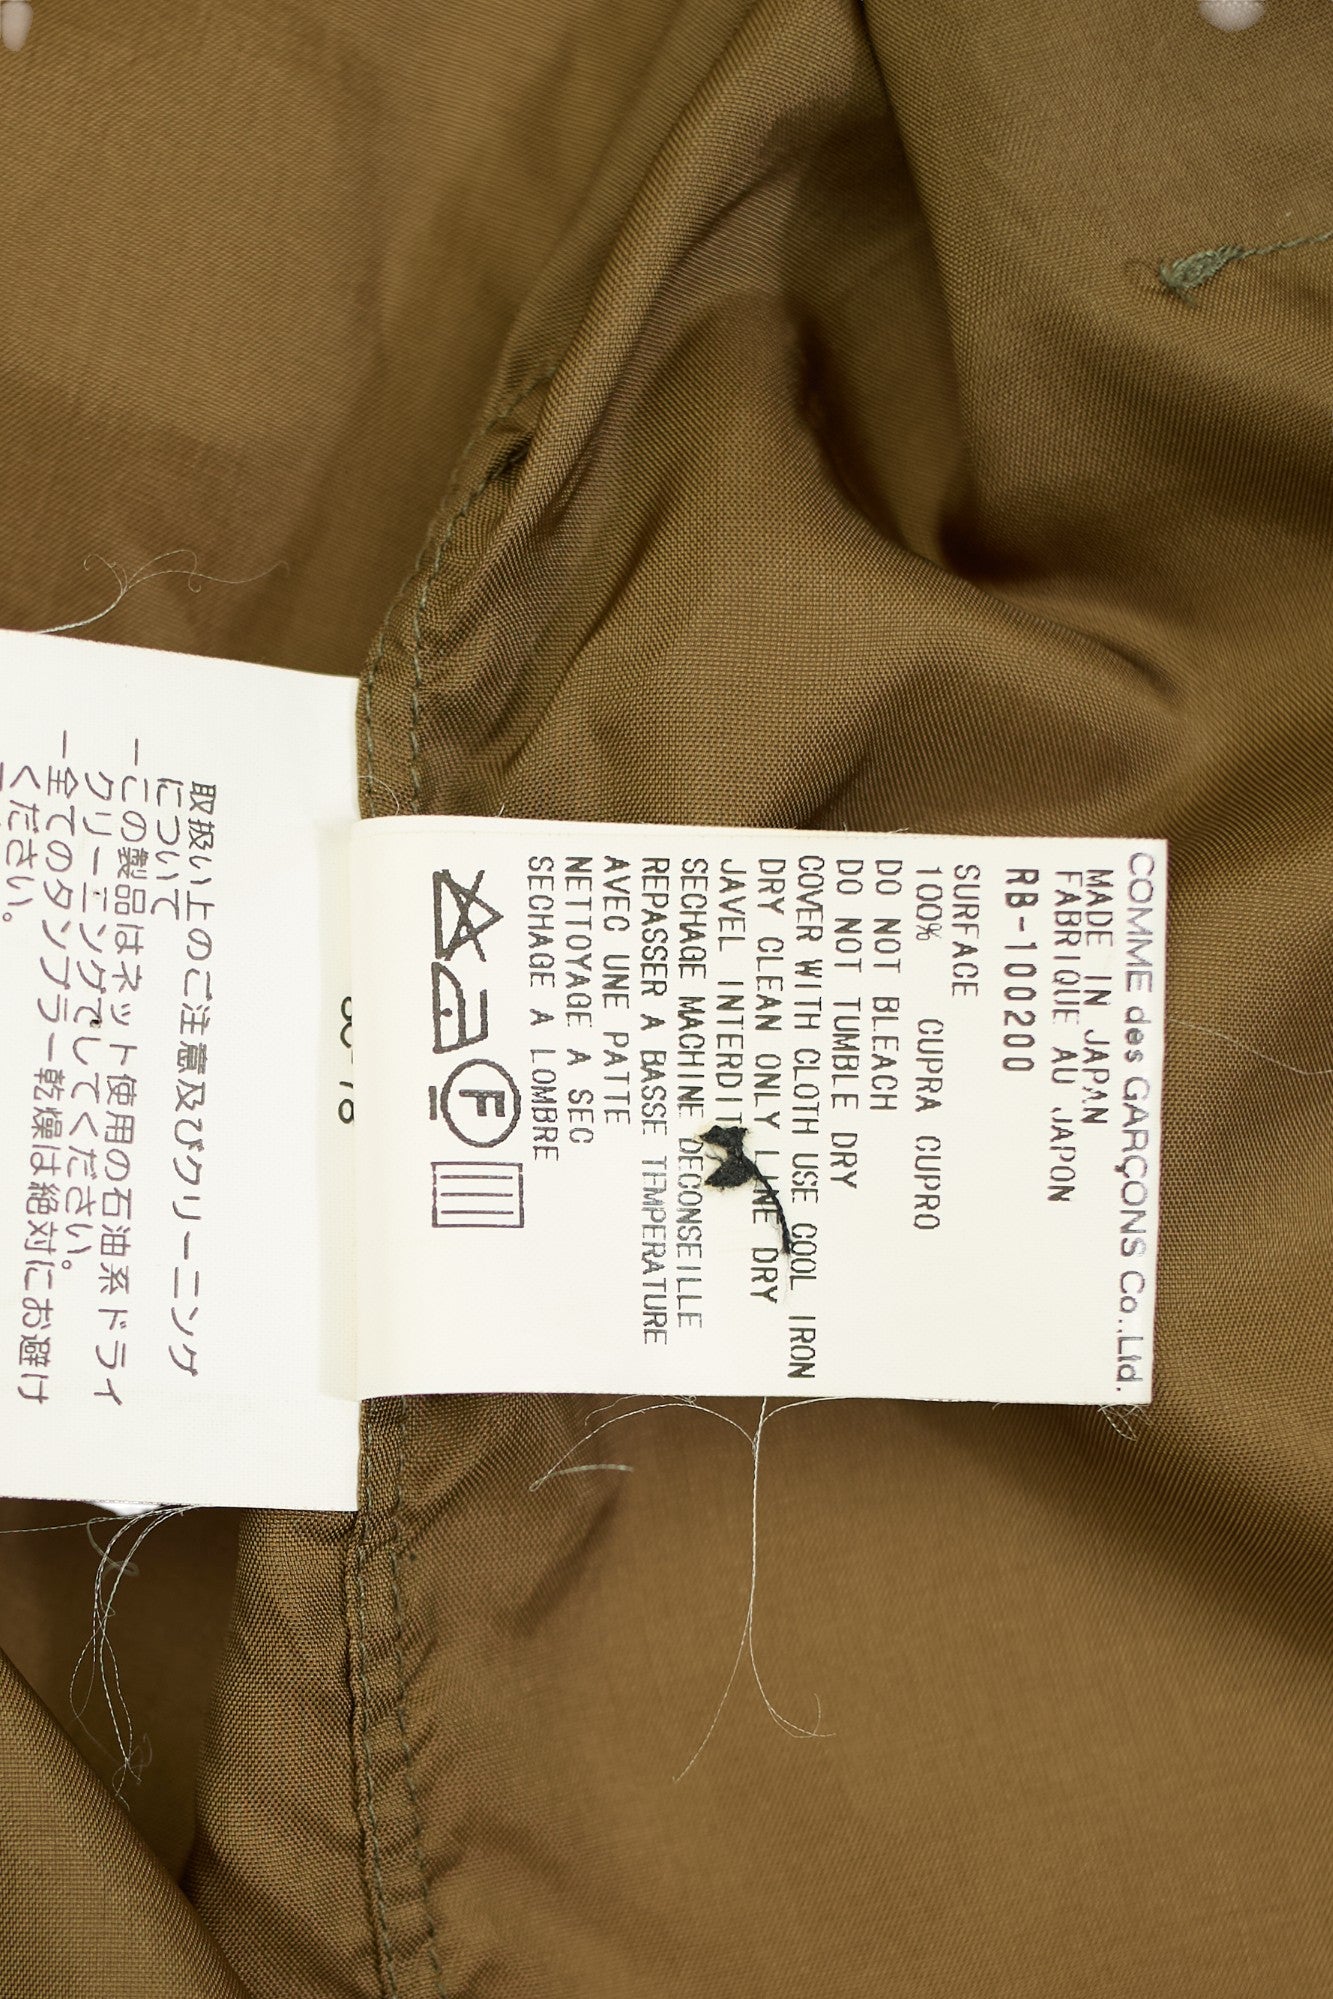 COMME des GARÇONS Co.,Ltd.
MADE IN JAPAN
FABRIQUE AU JAPON
RB-100200
SURFACE
100% CUPRA CUPRO
DO NOT BLEACH
DO NOT TUMBLE DRY
COVER WITH CLOTH USE COOL IRON
DRY CLEAN ONLY LINE DRY
JAVEL INTERDIT
SECHAGE MACHINE DECONSEILLE
REPASSER A BASSE TEMPERATURE
AVEC UNE PATTE
NETTOYAGE A SEC
SECHAGE A LOMBRE
F
取扱い上のご注意及びクリーニング
について
ーこの製品はネット使用の石油系ドライ
クリーニングでしてください。
ー全てのタンブラー乾燥は絶対にお避け
ください。